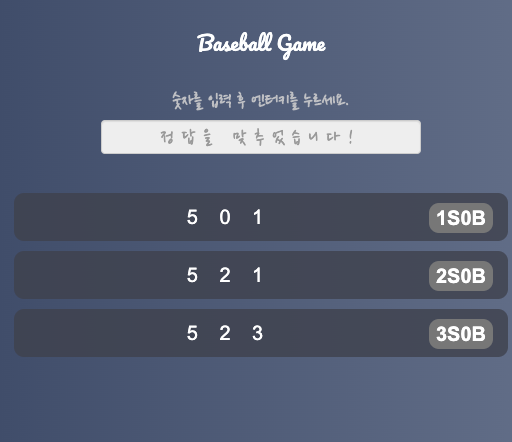 Baseball Game
숫자를 입력 후 엔터키를 누르세요.
정답을 맞추었습니다!
5 0 1 1S0B
5 2 1 2S0B
5 2 3 3S0B